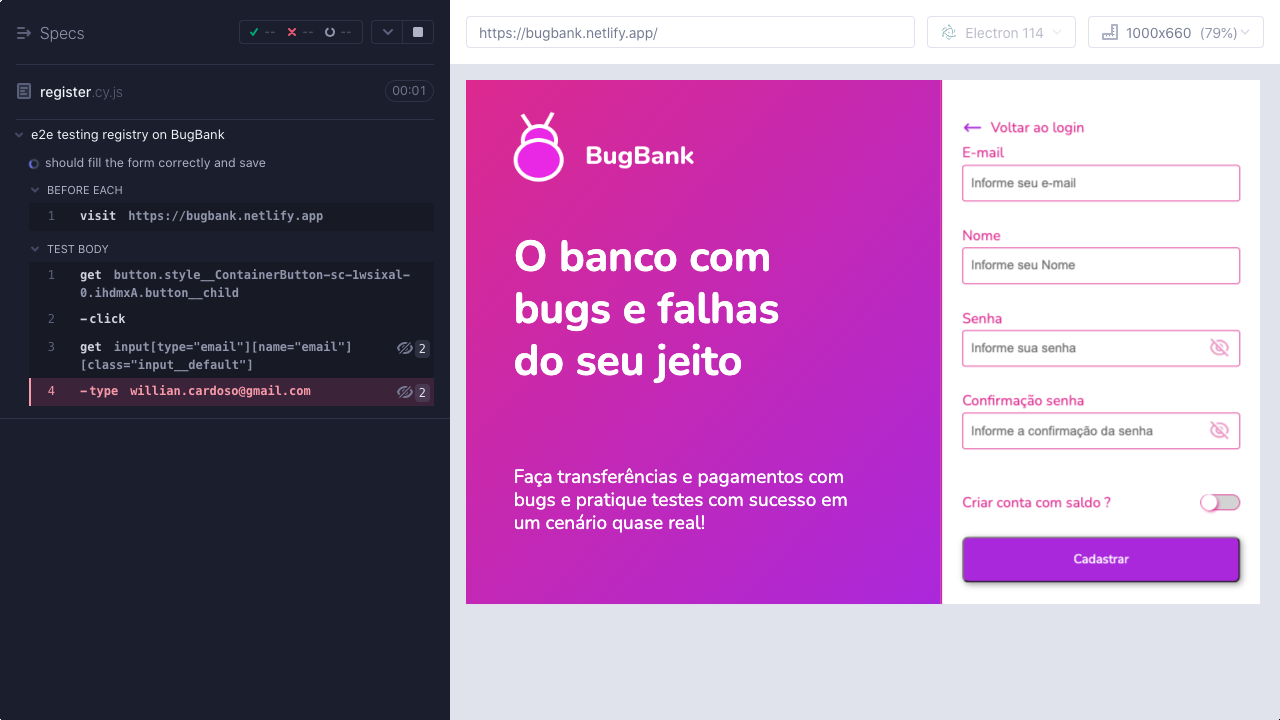 Specs
-- -- --
register.cy.js
00:01
e2e testing registry on BugBank
should fill the form correctly and save
BEFORE EACH
1 visit https://bugbank.netlify.app
TEST BODY
1 get button.style__ContainerButton-sc-1wsixal-
0.ihdmxA.button__child
2 -click
3 get input[type="email"][name="email"]
[class="input__default"]
2
4 -type willian.cardoso@gmail.com
2
https://bugbank.netlify.app/
Electron 114
1000x660 (79%)
BugBank
O banco com
bugs e falhas
do seu jeito
Faça transferências e pagamentos com
bugs e pratique testes com sucesso em
um cenário quase real!
Voltar ao login
E-mail
Informe seu e-mail
Nome
Informe seu Nome
Senha
Informe sua senha
Confirmação senha
Informe a confirmação da senha
Criar conta com saldo ?
Cadastrar